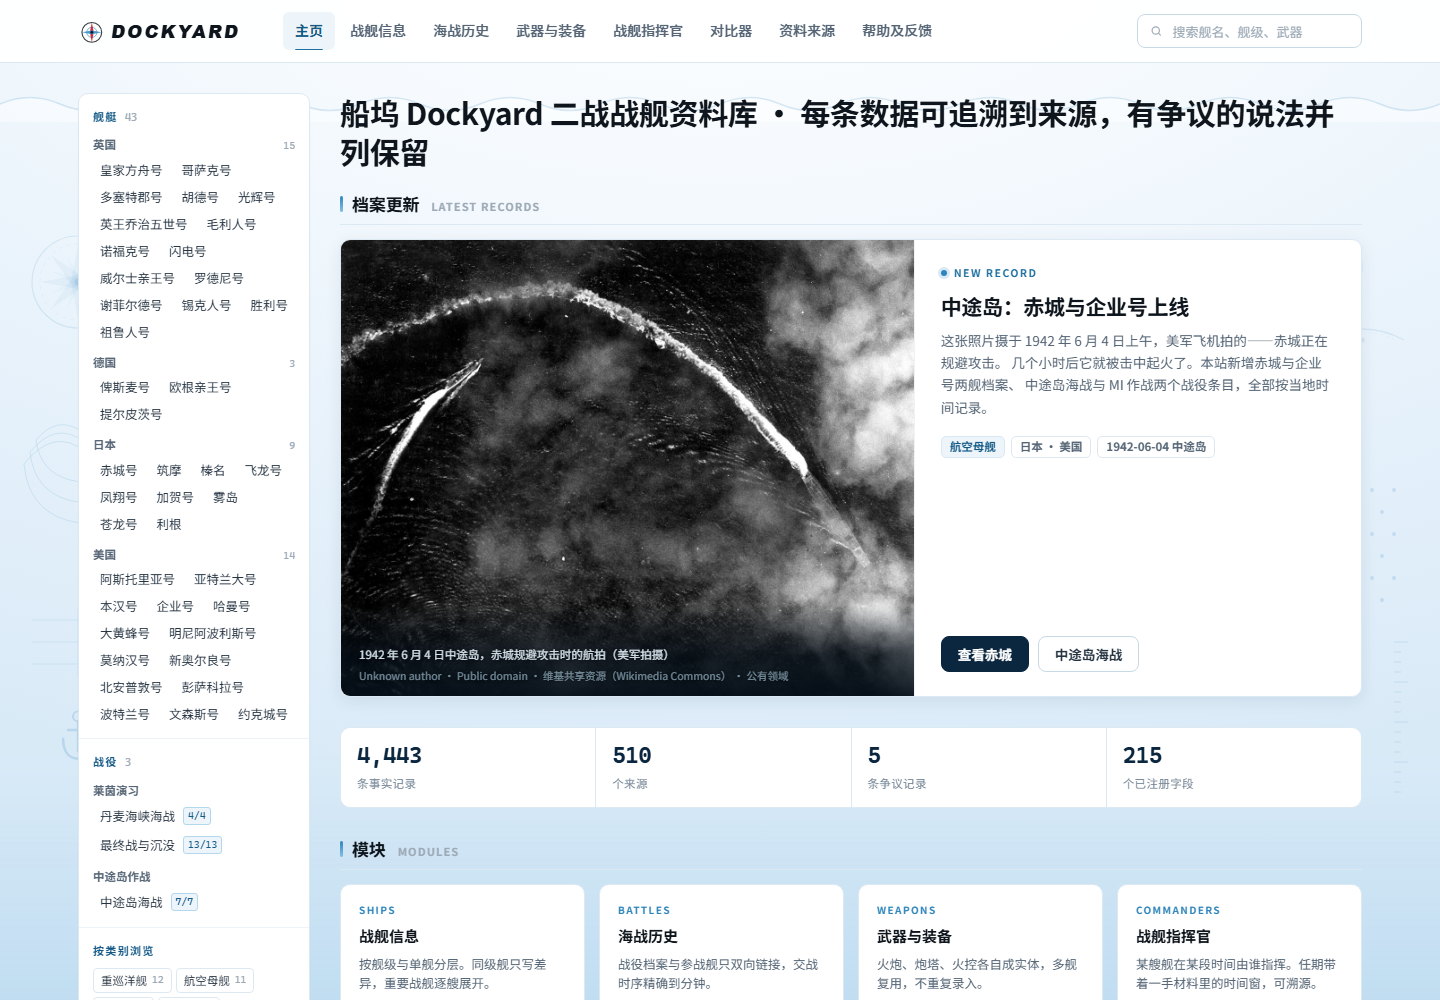 DOCKYARD
主页 战舰信息 海战历史 武器与装备 战舰指挥官 对比器 资料来源 帮助及反馈
搜索舰名、舰级、武器
舰艇 43
英国 15
皇家方舟号 哥萨克号
多塞特郡号 胡德号 光辉号
英王乔治五世号 毛利人号
诺福克号 闪电号
威尔士亲王号 罗德尼号
谢菲尔德号 锡克人号 胜利号
祖鲁人号
德国 3
俾斯麦号 欧根亲王号
提尔皮茨号
日本 9
赤城号 筑摩 榛名 飞龙号
凤翔号 加贺号 雾岛
苍龙号 利根
美国 14
阿斯托里亚号 亚特兰大号
本汉号 企业号 哈曼号
大黄蜂号 明尼阿波利斯号
莫纳汉号 新奥尔良号
北安普敦号 彭萨科拉号
波特兰号 文森斯号 约克城号
战役 3
莱茵演习
丹麦海峡海战 4/4
最终战与沉没 13/13
中途岛作战
中途岛海战 7/7
按类别浏览
重巡洋舰 12 航空母舰 11
船坞 Dockyard 二战战舰资料库 · 每条数据可追溯到来源，有争议的说法并
列保留
档案更新 LATEST RECORDS
1942 年 6 月 4 日中途岛，赤城规避攻击时的航拍（美军拍摄）
Unknown author · Public domain · 维基共享资源（Wikimedia Commons） · 公有领域
NEW RECORD
中途岛：赤城与企业号上线
这张照片摄于 1942 年 6 月 4 日上午，美军飞机拍的——赤城正在
规避攻击。 几个小时后它就被击中起火了。本站新增赤城与企业
号两舰档案、 中途岛海战与 MI 作战两个战役条目，全部按当地时
间记录。
航空母舰 日本 · 美国 1942-06-04 中途岛
查看赤城 中途岛海战
4,443 510 5 215
条事实记录 个来源 条争议记录 个已注册字段
模块 MODULES
SHIPS
战舰信息
按舰级与单舰分层。同级舰只写差
异，重要战舰逐艘展开。
BATTLES
海战历史
战役档案与参战舰只双向链接，交战
时序精确到分钟。
WEAPONS
武器与装备
火炮、炮塔、火控各自成实体，多舰
复用，不重复录入。
COMMANDERS
战舰指挥官
某艘舰在某段时间由谁指挥。任期带
着一手材料里的时间窗，可溯源。